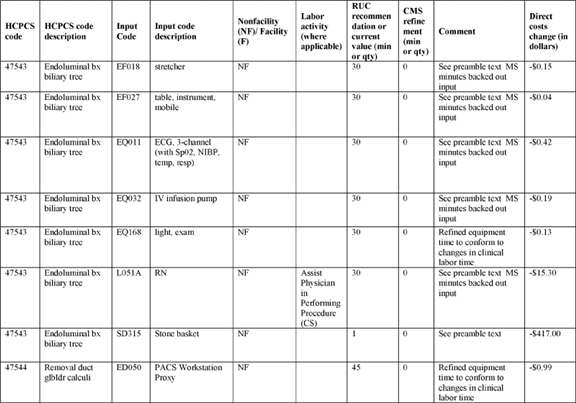 HCPCS code | HCPCS code description | Input Code | Input code description | Nonfacility (NF)/ Facility (F) | Labor activity (where applicable) | RUC recommen dation or current value (min or qty) | CMS refine ment (min or qty) | Comment | Direct costs change (in dollars)
47543 | Endoluminal bx biliary tree | EF018 | stretcher | NF | | 30 | 0 | See preamble text MS minutes backed out input | -$0.15
47543 | Endoluminal bx biliary tree | EF027 | table, instrument, mobile | NF | | 30 | 0 | See preamble text MS minutes backed out input | -$0.04
47543 | Endoluminal bx biliary tree | EQ011 | ECG, 3-channel (with Sp02, NIBP, temp, resp) | NF | | 30 | 0 | See preamble text MS minutes backed out input | -$0.42
47543 | Endoluminal bx biliary tree | EQ032 | IV infusion pump | NF | | 30 | 0 | See preamble text MS minutes backed out input | -$0.19
47543 | Endoluminal bx biliary tree | EQ168 | light, exam | NF | | 30 | 0 | Refined equipment time to conform to changes in clinical labor time | -$0.13
47543 | Endoluminal bx biliary tree | L051A | RN | NF | Assist Physician in Performing Procedure (CS) | 30 | 0 | See preamble text MS minutes backed out input | -$15.30
47543 | Endoluminal bx biliary tree | SD315 | Stone basket | NF | | 1 | 0 | See preamble text | -$417.00
47544 | Removal duct glbldr calculi | ED050 | PACS Workstation Proxy | NF | | 45 | 0 | Refined equipment time to conform to changes in clinical labor time | -$0.99